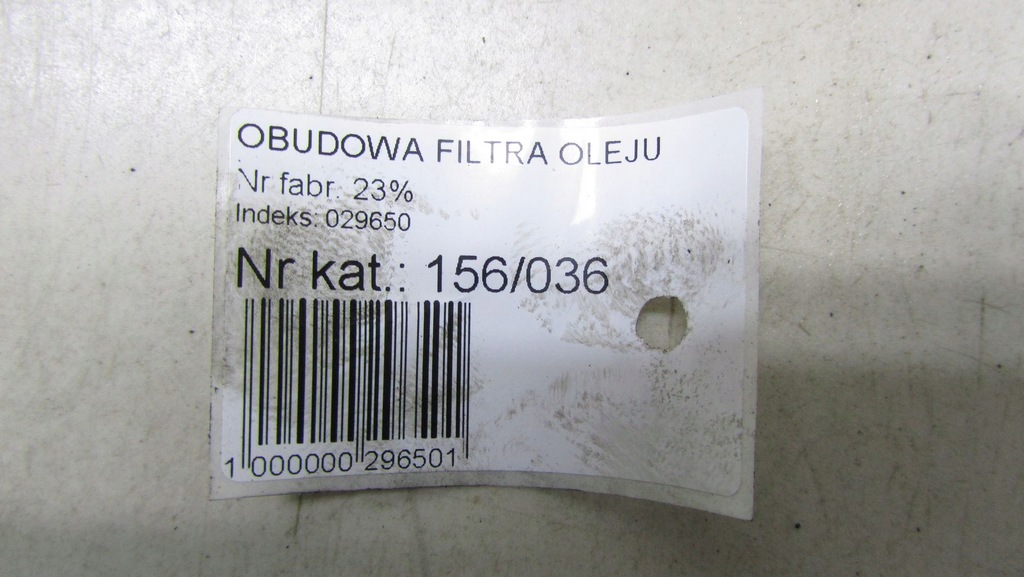 OBUDOWA FILTRA OLEJU
Nr fabr. 23%
Indeks: 029650
Nr kat.: 156/036
1 000000 296501